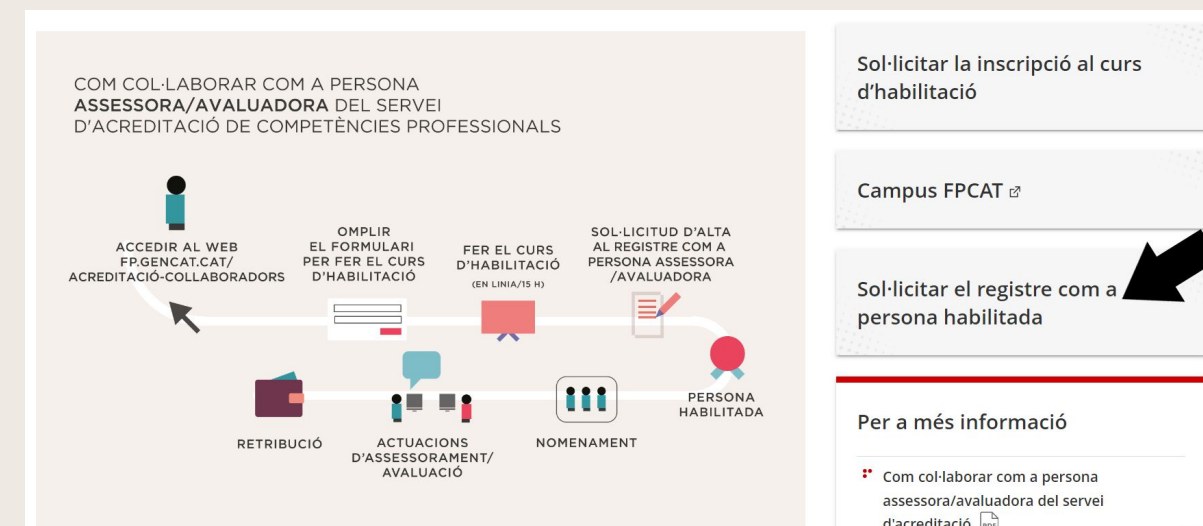 COM COL·LABORAR COM A PERSONA
ASSESSORA/AVALUADORA DEL SERVEI
D'ACREDITACIÓ DE COMPETÈNCIES PROFESSIONALS
ACCEDIR AL WEB
FP.GENCAT.CAT/
ACREDITACIÓ-COLLABORADORS
OMPLIR
EL FORMULARI
PER FER EL CURS
D'HABILITACIÓ
FER EL CURS
D'HABILITACIÓ
(EN LINIA/15 H)
SOL·LICITUD D'ALTA
AL REGISTRE COM A
PERSONA ASSESSORA
/AVALUADORA
PERSONA
HABILITADA
NOMENAMENT
ACTUACIONS
D'ASSESSORAMENT/
AVALUACIÓ
RETRIBUCIÓ
Sol·licitar la inscripció al curs
d'habilitació
Campus FPCAT
Sol·licitar el registre com a
persona habilitada
Per a més informació
Com col·laborar com a persona
assessora/avaluadora del servei
d'acreditació PDF